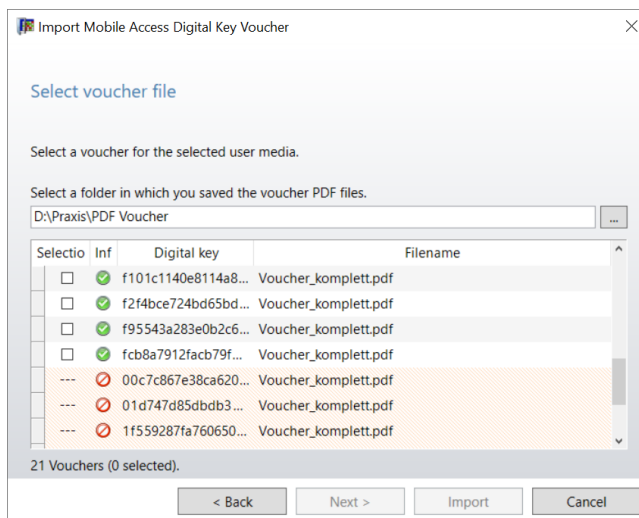 Import Mobile Access Digital Key Voucher
Select voucher file
Select a voucher for the selected user media.
Select a folder in which you saved the voucher PDF files.
D:\Praxis\PDF Voucher
...
Selectio Inf Digital key Filename
f101c1140e8114a8... Voucher_komplett.pdf
f2f4bce724bd65bd... Voucher_komplett.pdf
f95543a283e0b2c6... Voucher_komplett.pdf
fcb8a7912facb79f... Voucher_komplett.pdf
--- 00c7c867e38ca620... Voucher_komplett.pdf
--- 01d747d85dbdb3... Voucher_komplett.pdf
--- 1f559287fa760650... Voucher_komplett.pdf
21 Vouchers (0 selected).
< Back Next > Import Cancel